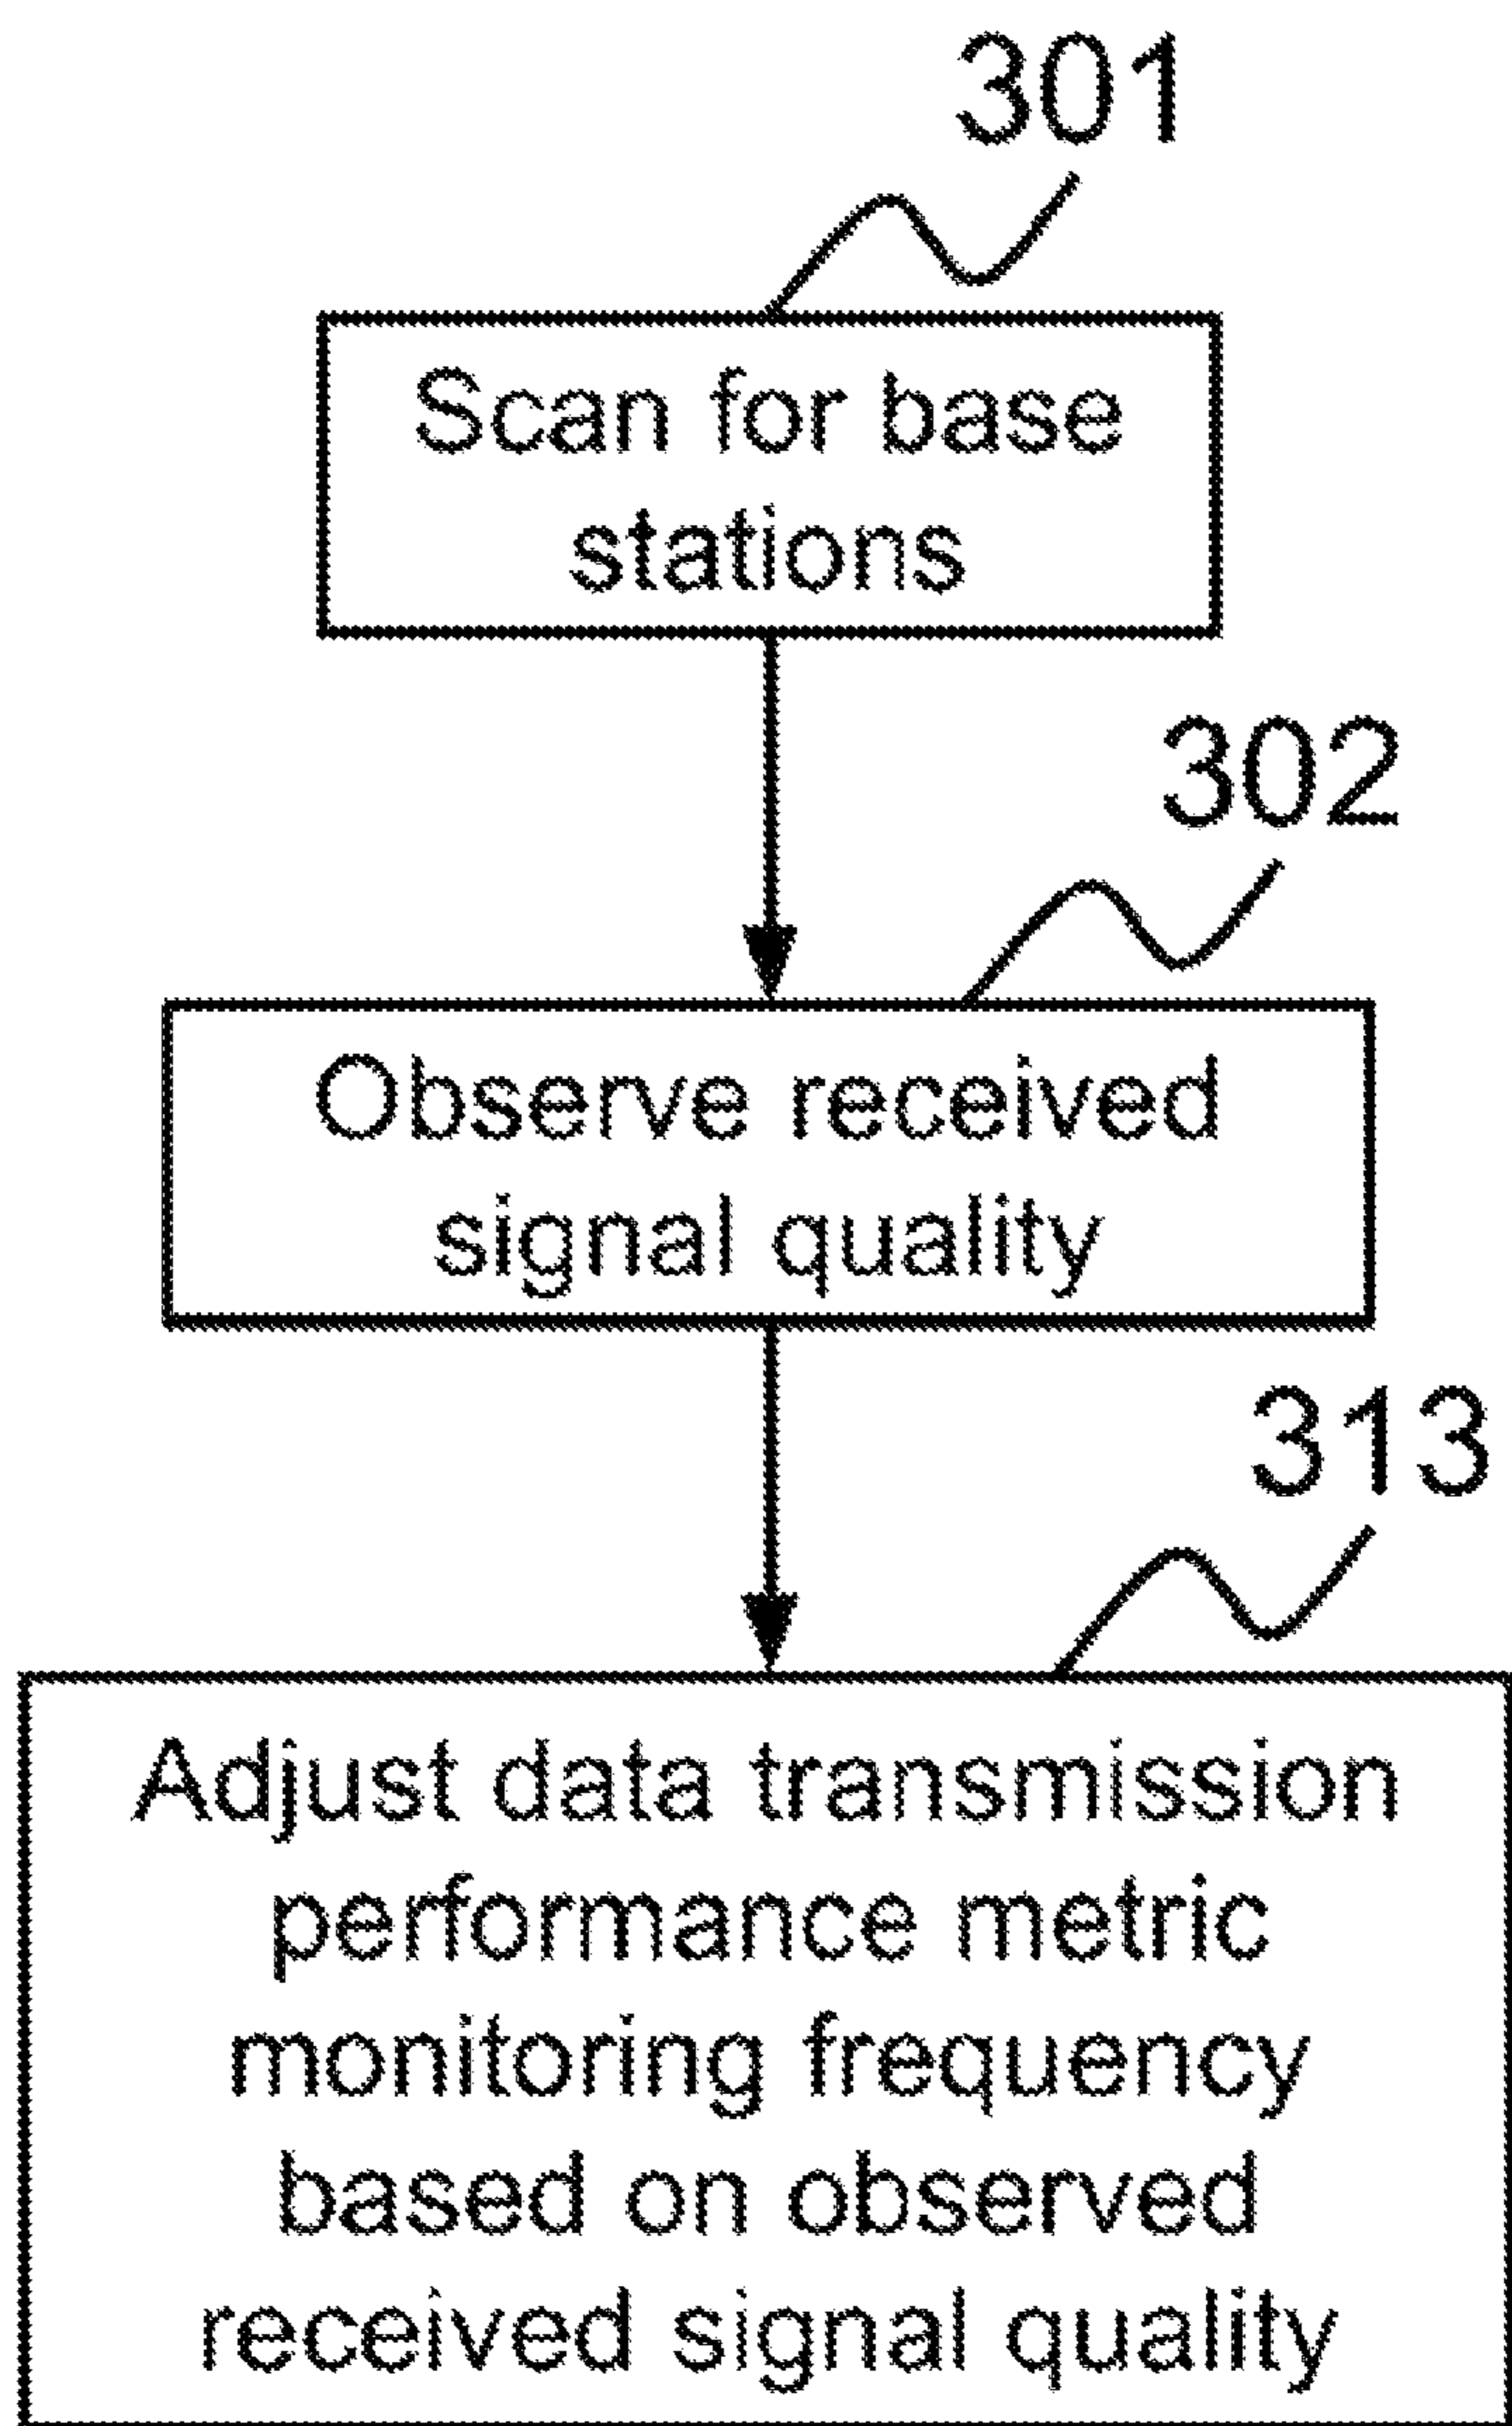 301
Scan for base
stations
302
Observe received
signal quality
313
Adjust data transmission
performance metric
monitoring frequency
based on observed
received signal quality